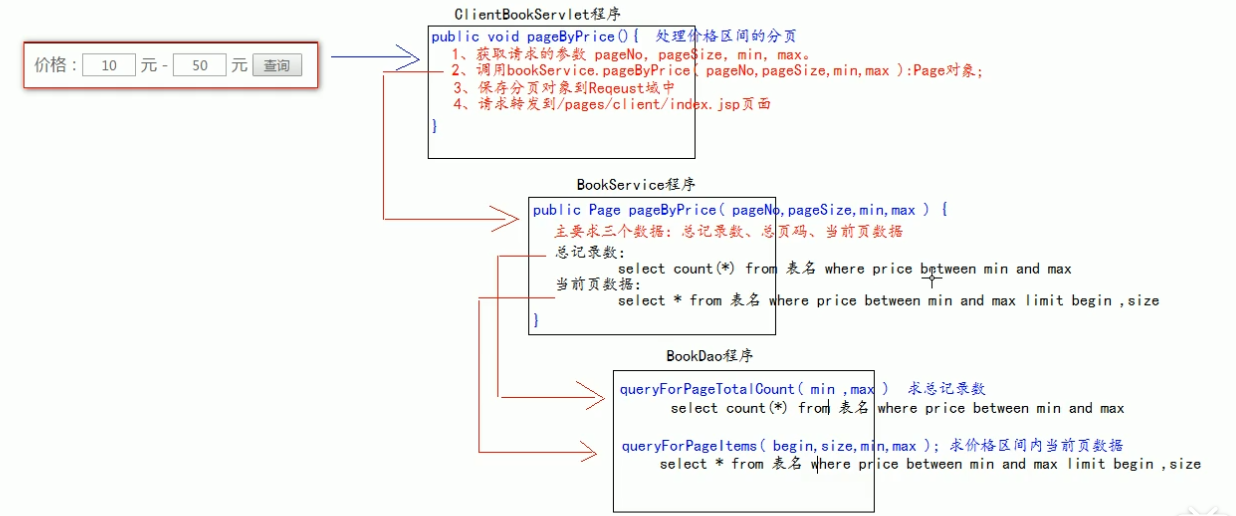 ClientBookServlet程序
public void pageByPrice(){ 处理价格区间的分页
1、获取请求的参数 pageNo, pageSize, min, max。
2、调用bookService.pageByPrice( pageNo,pageSize,min,max ):Page对象;
3、保存分页对象到Reqeust域中
4、请求转发到/pages/client/index.jsp页面
}
价格：10 元 - 50 元 查询
BookService程序
public Page pageByPrice( pageNo,pageSize,min,max ) {
主要求三个数据：总记录数、总页码、当前页数据
总记录数：
select count(*) from 表名 where price between min and max
当前页数据：
select * from 表名 where price between min and max limit begin ,size
}
BookDao程序
queryForPageTotalCount( min ,max ) 求总记录数
select count(*) from 表名 where price between min and max
queryForPageItems( begin,size,min,max ); 求价格区间内当前页数据
select * from 表名 where price between min and max limit begin ,size